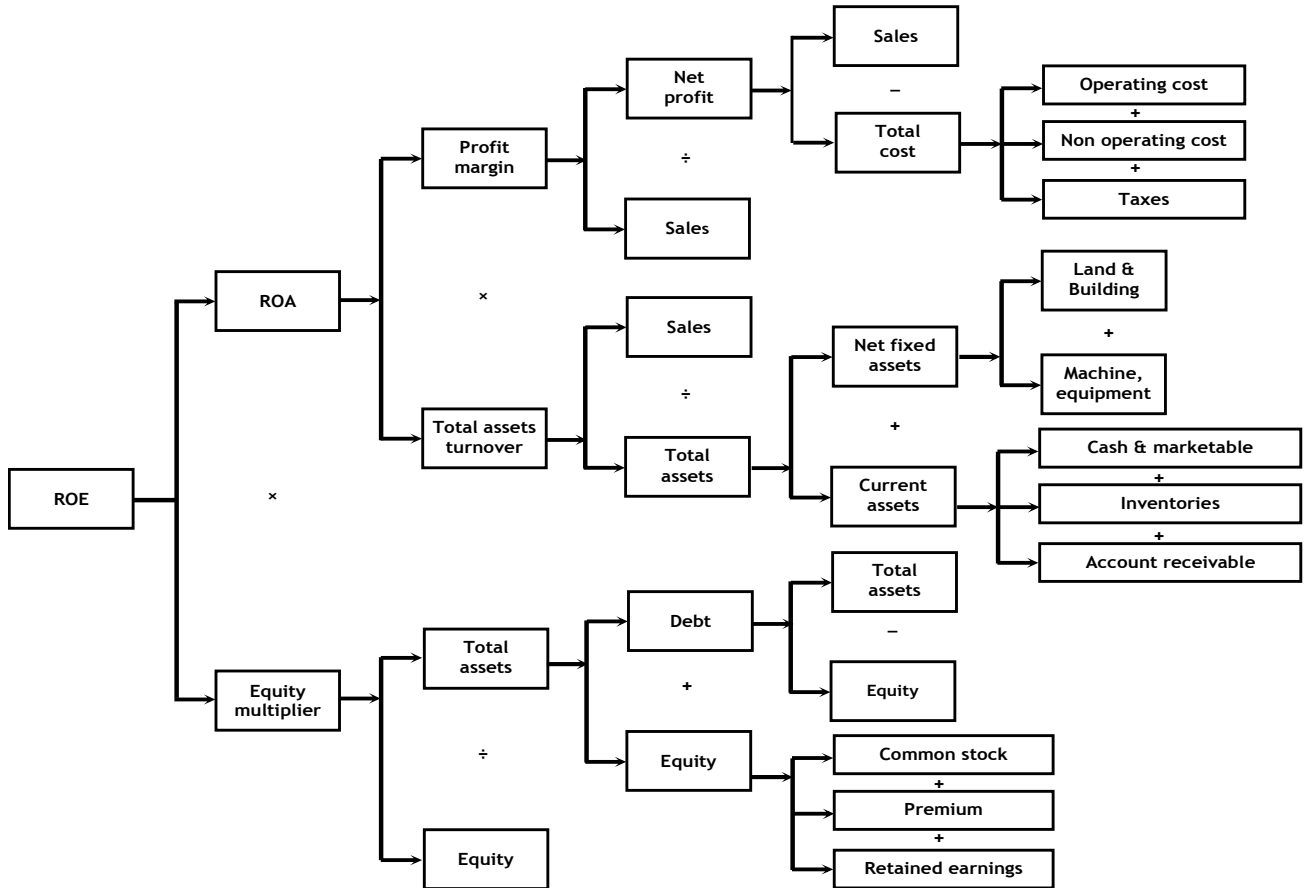 Sales
–
Net
profit
Operating cost
+
Total
cost
Non operating cost
+
Taxes
Profit
margin
÷
Sales
ROA
×
Land &
Building
Sales
Net fixed
assets
+
Machine,
equipment
÷
Total assets
turnover
+
Total
assets
Cash & marketable
+
Current
assets
Inventories
+
Account receivable
ROE
×
Total
assets
Debt
–
Total
assets
+
Equity
Equity
multiplier
÷
Equity
Common stock
+
Premium
+
Retained earnings
Equity